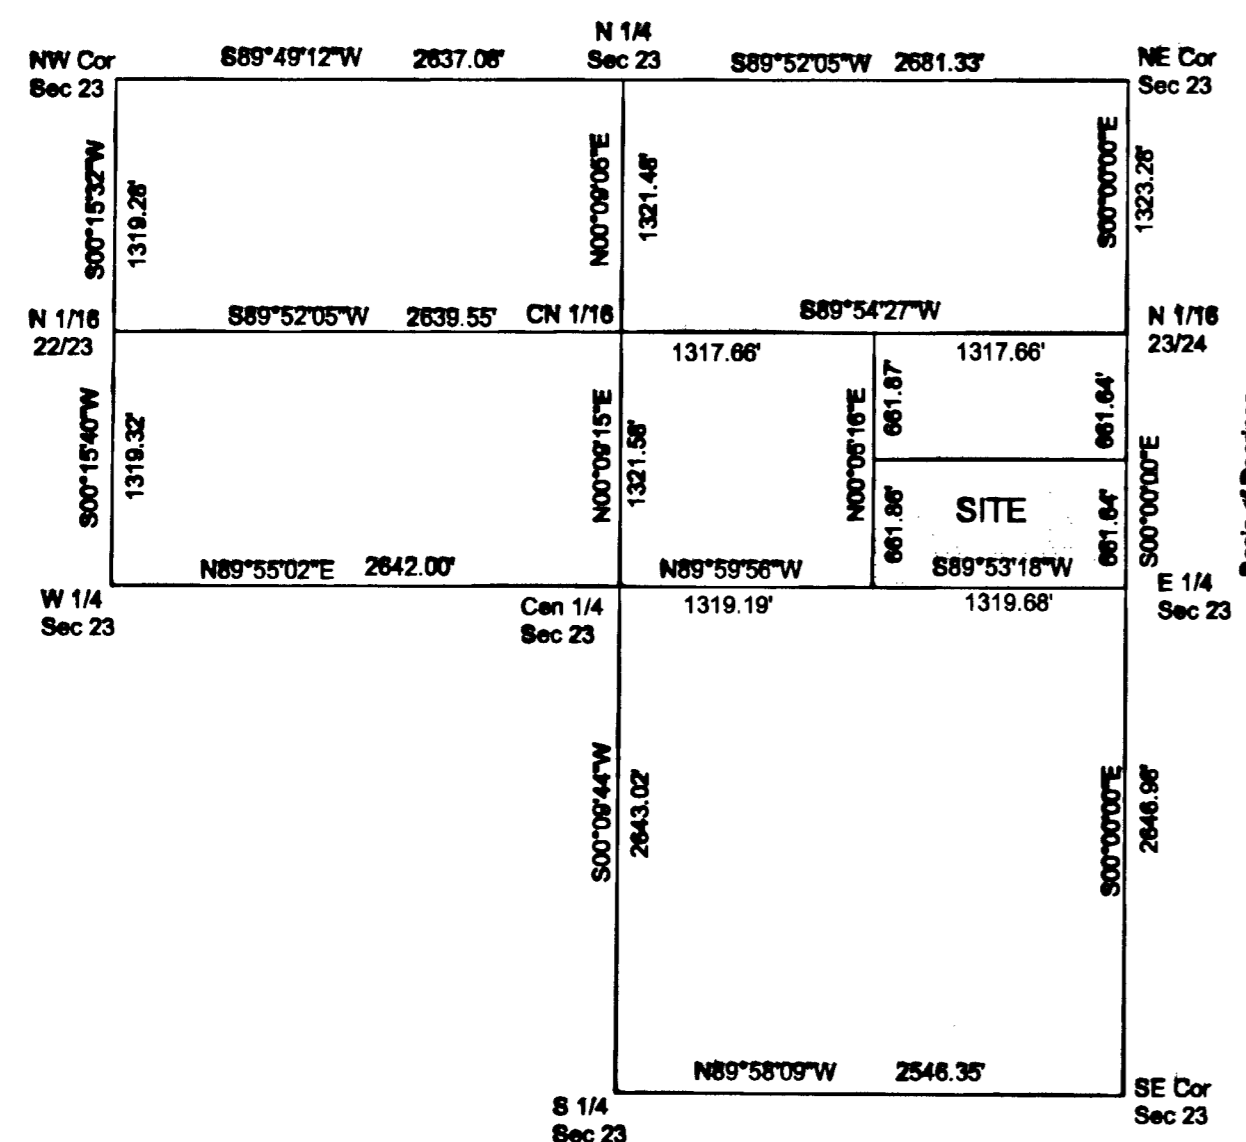 N 1/4
Sec 23
NW Cor
Sec 23
S89°49'12"W 2637.08'
S89°52'05"W 2681.33'
NE Cor
Sec 23
S00°15'32"W
1319.28'
N00°09'05"E
1321.48'
S00°00'00"E
1323.28'
N 1/16
22/23
S89°52'05"W 2639.55'
CN 1/16
S89°54'27"W
N 1/16
23/24
1317.66'
1317.66'
S00°15'40"W
1319.32'
N00°09'15"E
1321.58'
N00°05'16"E
661.87'
661.64'
661.86'
SITE
661.64'
S00°00'00"E
N89°55'02"E 2642.00'
N89°59'56"W
S89°53'18"W
W 1/4
Sec 23
Cen 1/4
Sec 23
1319.19'
1319.68'
E 1/4
Sec 23
S00°09'44"W
2643.02'
S00°00'00"E
2646.96'
N89°58'09"W 2546.35'
S 1/4
Sec 23
SE Cor
Sec 23